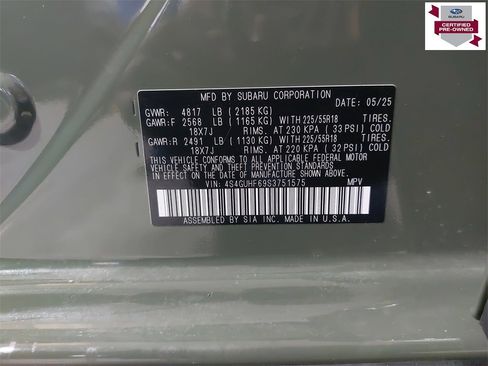 SUBARU
CERTIFIED
PRE-OWNED
MFD BY SUBARU CORPORATION
GVWR: 4817 LB ( 2185 KG) DATE: 05/25
GAWR:F 2568 LB ( 1165 KG) WITH 225/55R18 TIRES.
18X7J RIMS. AT 230 KPA ( 33 PSI) COLD
GAWR:R 2491 LB ( 1130 KG) WITH 225/55R18 TIRES.
18X7J RIMS. AT 220 KPA ( 32 PSI) COLD
THIS VEHICLE CONFORMS TO ALL APPLICABLE FEDERAL MOTOR
VEHICLE SAFETY AND THEFT PREVENTION STANDARDS IN
EFFECT ON THE DATE OF MANUFACTURE SHOWN ABOVE.
VIN: 4S4GUHF69S3751575 MPV
ASSEMBLED BY SIA INC. MADE IN U.S.A.